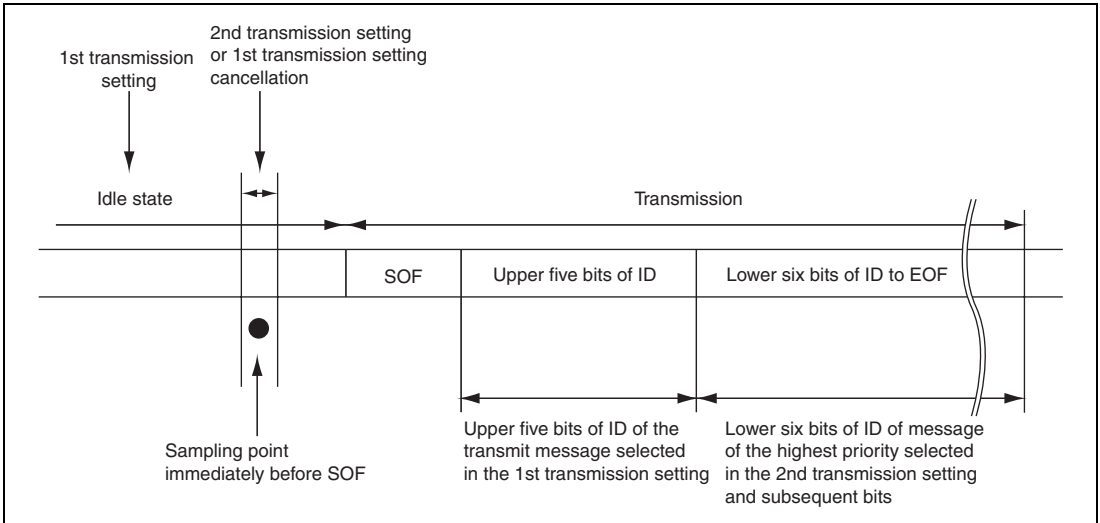 1st transmission
setting
2nd transmission setting
or 1st transmission setting
cancellation
Idle state
Transmission
SOF
Upper five bits of ID
Lower six bits of ID to EOF
Sampling point
immediately before SOF
Upper five bits of ID of the
transmit message selected
in the 1st transmission setting
Lower six bits of ID of message
of the highest priority selected
in the 2nd transmission setting
and subsequent bits